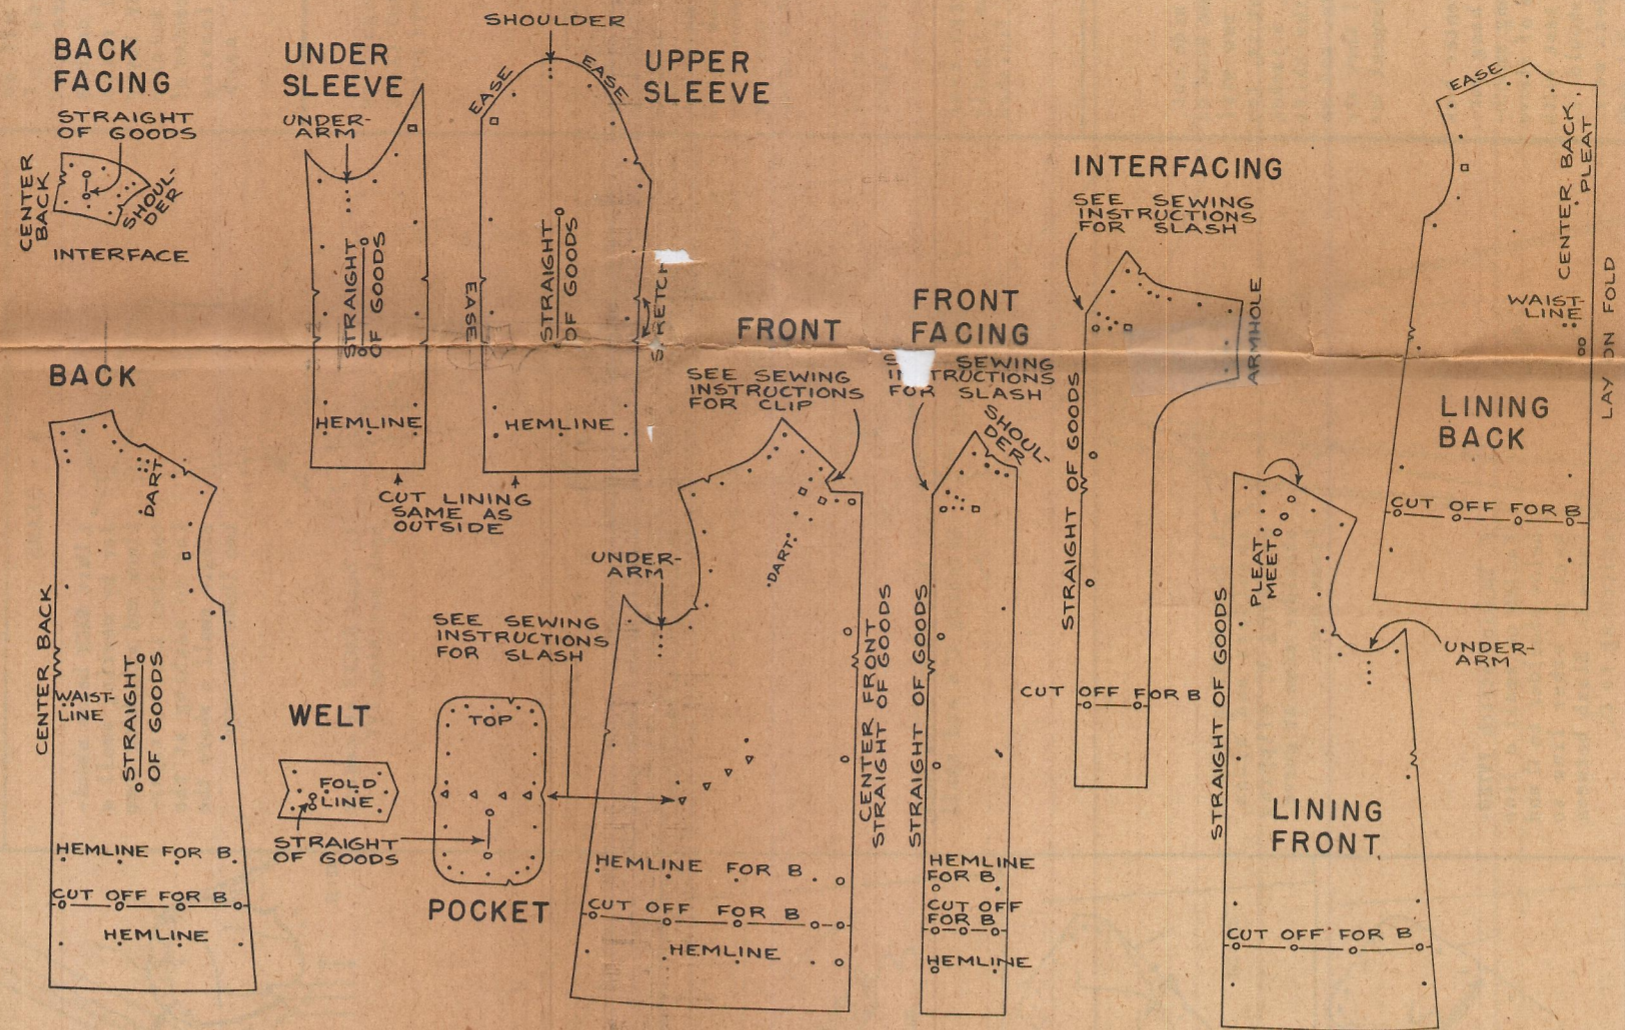 BACK
FACING
STRAIGHT
OF GOODS
CENTER
BACK
SHOUL-
DER
INTERFACE
UNDER
SLEEVE
UNDER-
ARM
STRAIGHT
OF GOODS
HEMLINE
SHOULDER
EASE
EASE
UPPER
SLEEVE
STRAIGHT
OF GOODS
EASE
HEMLINE
CUT LINING
SAME AS
OUTSIDE
BACK
DART
CENTER BACK
WAIST-
LINE
STRAIGHT
OF GOODS
HEMLINE FOR B
CUT OFF FOR B
HEMLINE
WELT
FOLD
LINE
STRAIGHT
OF GOODS
SEE SEWING
INSTRUCTIONS
FOR SLASH
TOP
POCKET
FRONT
SEE SEWING
INSTRUCTIONS
FOR CLIP
UNDER-
ARM
DART
CENTER FRONT
STRAIGHT OF GOODS
HEMLINE FOR B
CUT OFF FOR B
HEMLINE
FRONT
FACING
SEWING
FOR SLASH
SHOUL-
DER
STRAIGHT OF GOODS
HEMLINE
FOR B
CUT OFF
FOR B
HEMLINE
INTERFACING
SEE SEWING
INSTRUCTIONS
FOR SLASH
ARMHOLE
STRAIGHT OF GOODS
CUT OFF FOR B
EASE
CENTER BACK
PLEAT
WAIST-
LINE
LAY ON FOLD
LINING
BACK
CUT OFF FOR B
PLEAT
MEET
STRAIGHT OF GOODS
UNDER-
ARM
LINING
FRONT
CUT OFF FOR B